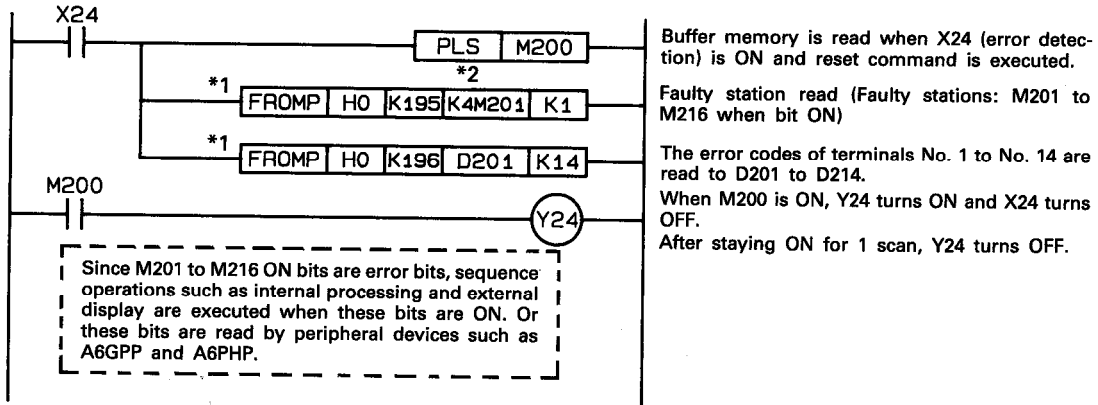 X24
PLS M200
*2
*1
FROMP H0 K195 K4M201 K1
*1
FROMP H0 K196 D201 K14
M200
Y24
Since M201 to M216 ON bits are error bits, sequence
operations such as internal processing and external
display are executed when these bits are ON. Or
these bits are read by peripheral devices such as
A6GPP and A6PHP.
Buffer memory is read when X24 (error detec-
tion) is ON and reset command is executed.
Faulty station read (Faulty stations: M201 to
M216 when bit ON)
The error codes of terminals No. 1 to No. 14 are
read to D201 to D214.
When M200 is ON, Y24 turns ON and X24 turns
OFF.
After staying ON for 1 scan, Y24 turns OFF.